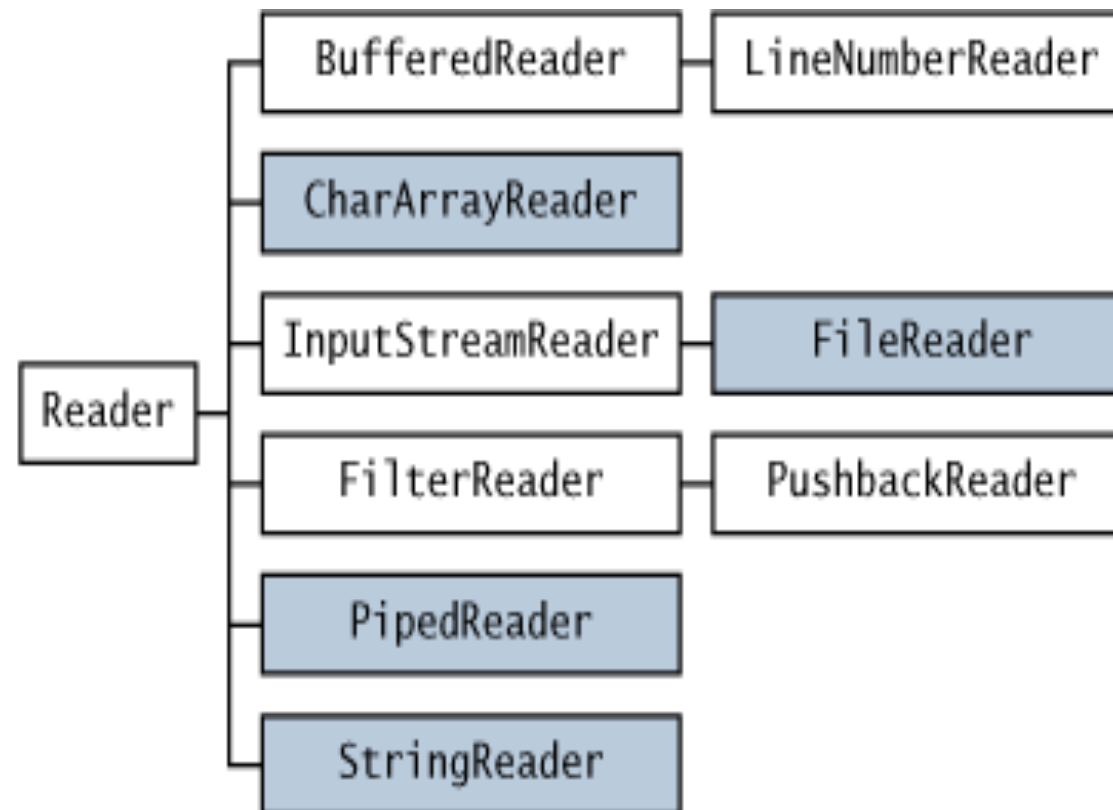 BufferedReader LineNumberReader
CharArrayReader
InputStreamReader FileReader
Reader
FilterReader PushbackReader
PipedReader
StringReader